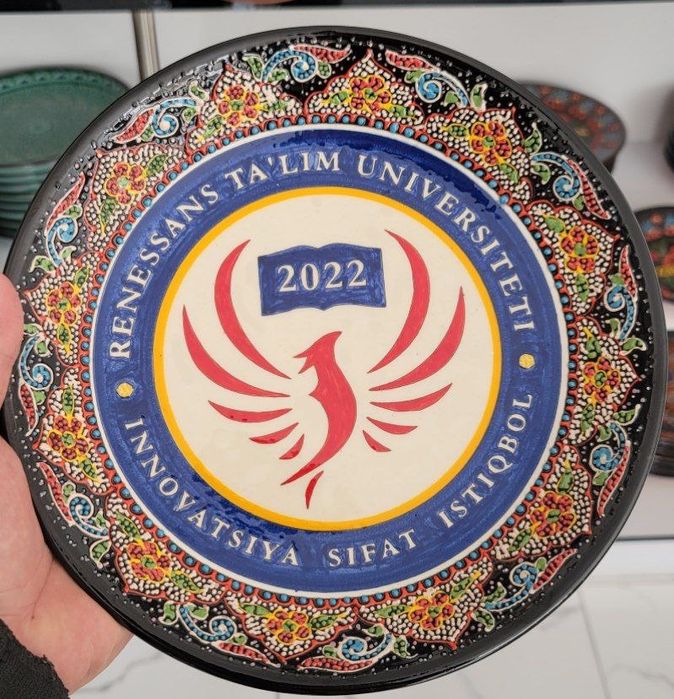 RENESSANS TA'LIM UNIVERSITETI
2022
INNOVATSIYA SIFAT ISTIQBOL